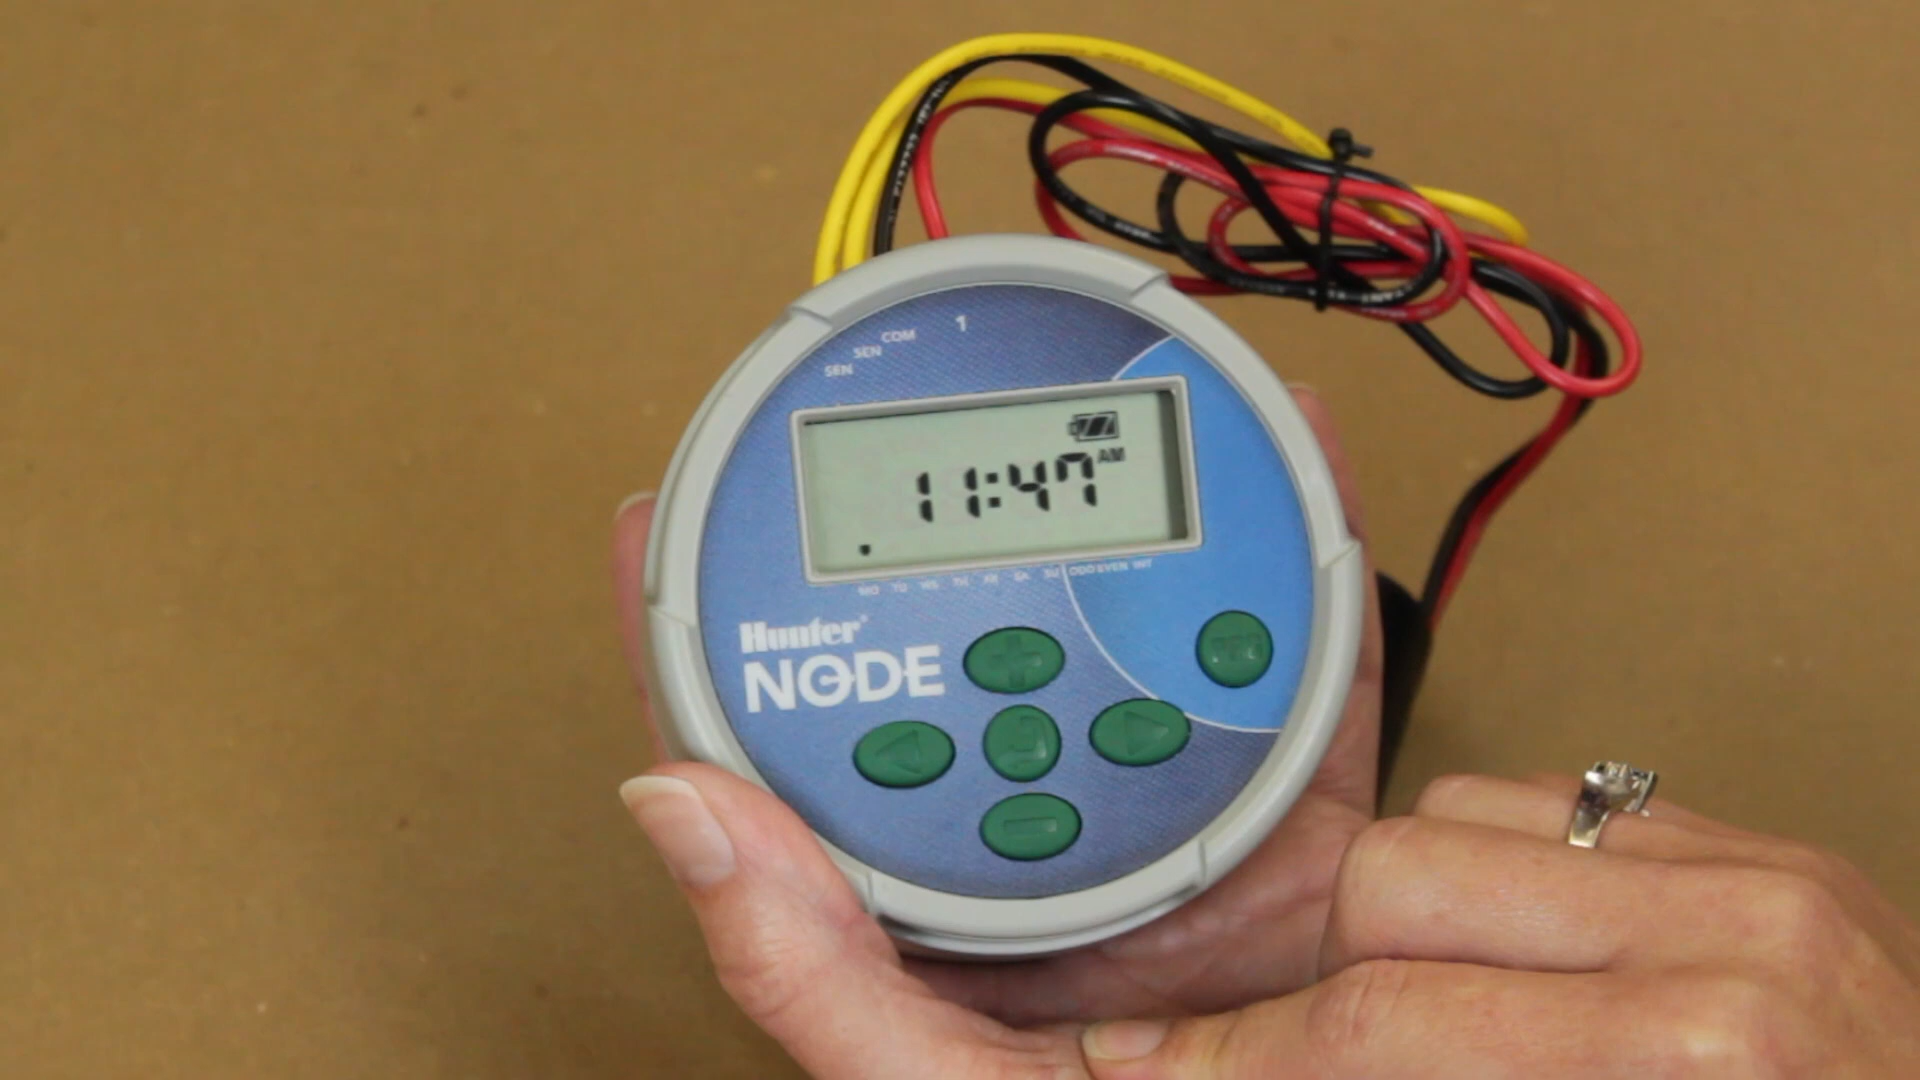 1
COM
SEN
SEN
11:47 AM
MO TU WE TH FR SA SU ODD EVEN INT
Hunter®
NODE